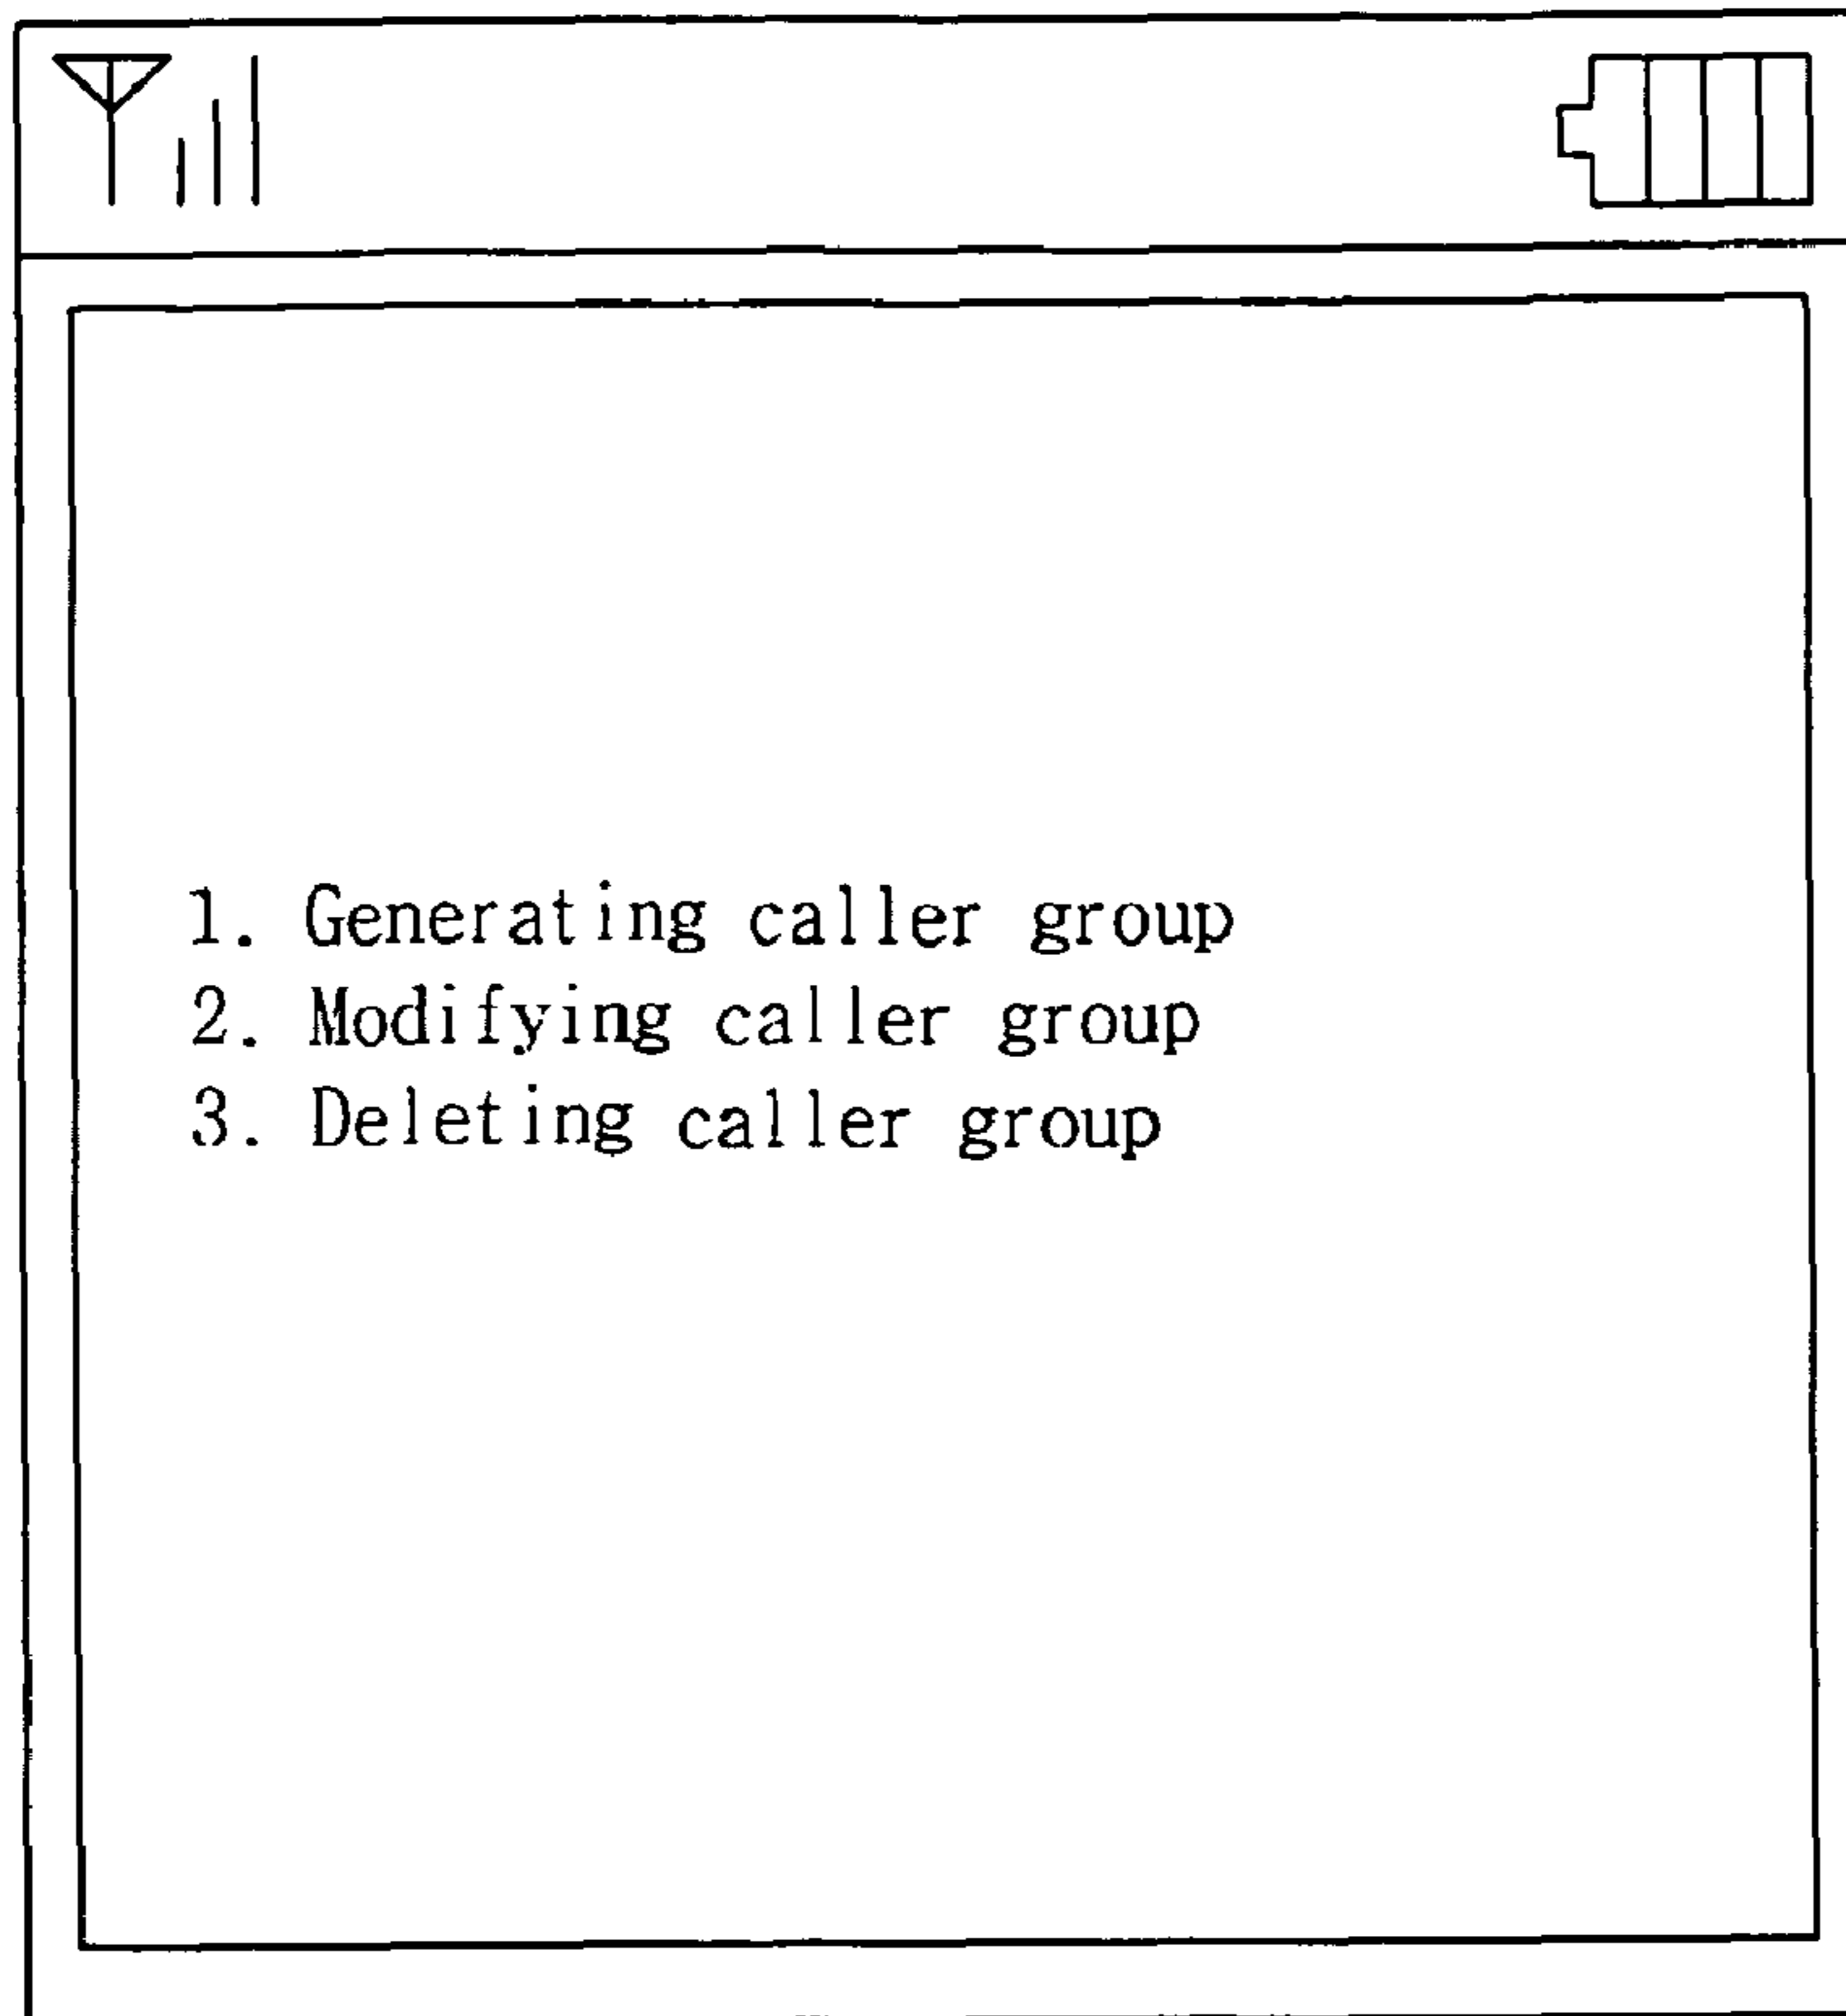 1. Generating caller group
2. Modifying caller group
3. Deleting caller group